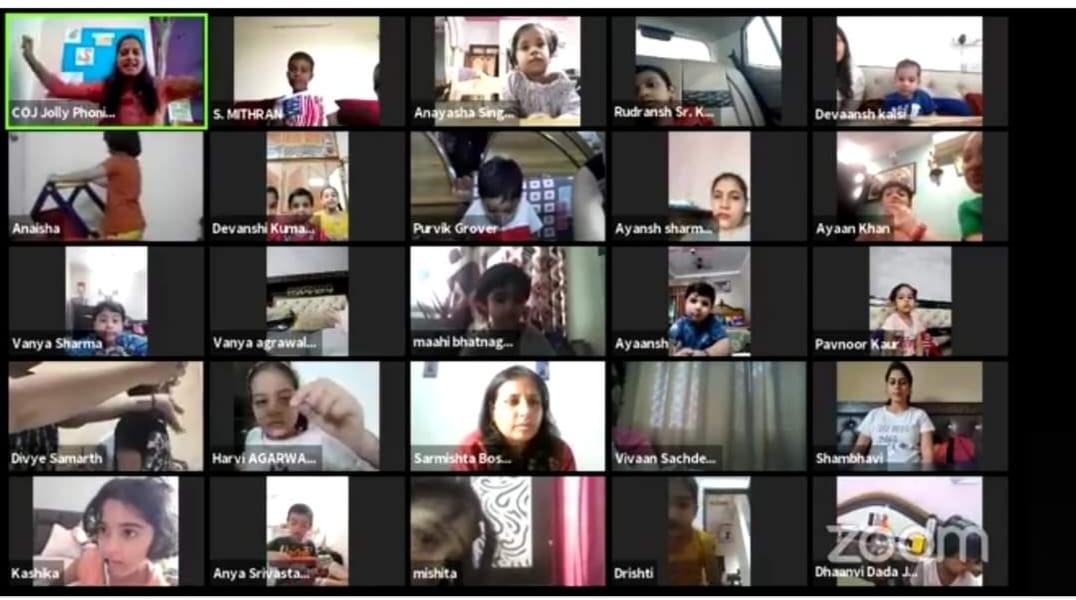 COJ Jolly Phoni...
S. MITHRAN
Anayasha Sing...
Rudransh Sr. K...
Devaansh kalsi
Anaisha
Devanshi Kuma...
Purvik Grover
Ayansh sharm...
Ayaan Khan
Vanya Sharma
Vanya agrawal...
maahi bhatnag...
Ayaansh
Pavnoor Kaur
Divye Samarth
Harvi AGARWA...
Sarmishta Bos...
Vivaan Sachde...
Shambhavi
Kashika
Anya Srivasta...
mishita
Drishti
zoom
Dhaanvi Dada J...